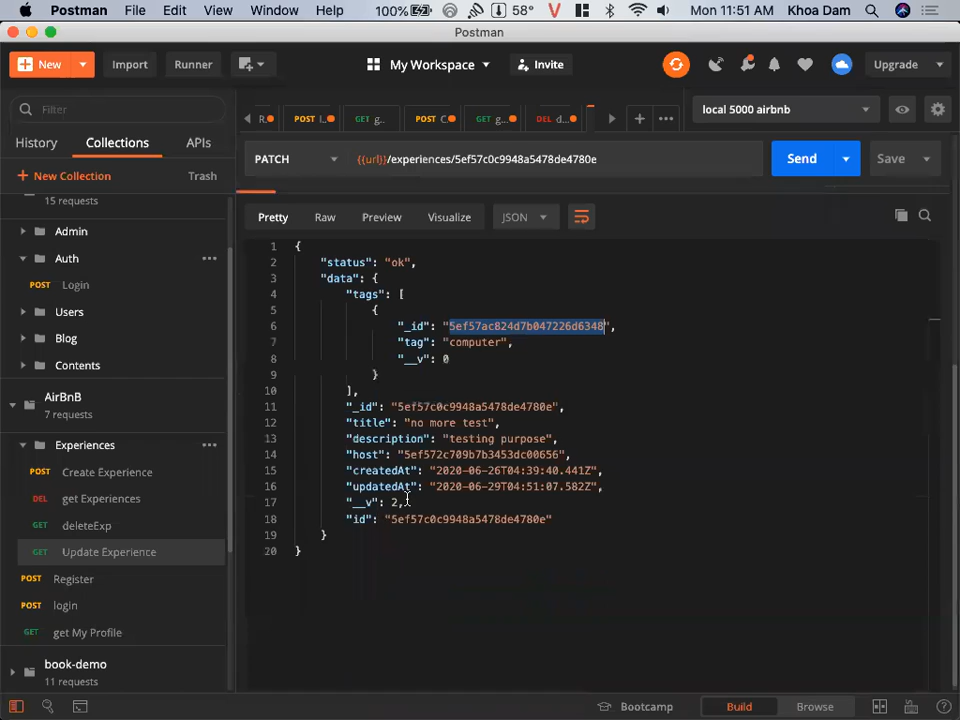 Postman File Edit View Window Help 100% 58° Mon 11:51 AM Khoa Dam
Postman
New Import Runner My Workspace Invite Upgrade
Filter
History Collections APIs
New Collection Trash
15 requests
Admin
Auth
POST Login
Users
Blog
Contents
AirBnB
7 requests
Experiences
POST Create Experience
DEL get Experiences
GET deleteExp
GET Update Experience
POST Register
POST login
GET get My Profile
book-demo
11 requests
R. POST I... GET g.. POST C GET g... DEL d... local 5000 airbnb
PATCH {{url}}/experiences/5ef57c0c9948a5478de4780e Send Save
Pretty Raw Preview Visualize JSON
1 {
2 "status": "ok",
3 "data": {
4 "tags": [
5 {
6 "_id": "5ef57ac824d7b047226d6348",
7 "tag": "computer",
8 "__v": 0
9 }
10 ],
11 "_id": "5ef57c0c9948a5478de4780e",
12 "title": "no more test",
13 "description": "testing purpose",
14 "host": "5ef572c709b7b3453dc00656",
15 "createdAt": "2020-06-26T04:39:40.441Z",
16 "updatedAt": "2020-06-29T04:51:07.582Z",
17 "__v": 2,
18 "id": "5ef57c0c9948a5478de4780e"
19 }
20 }
Bootcamp Build Browse